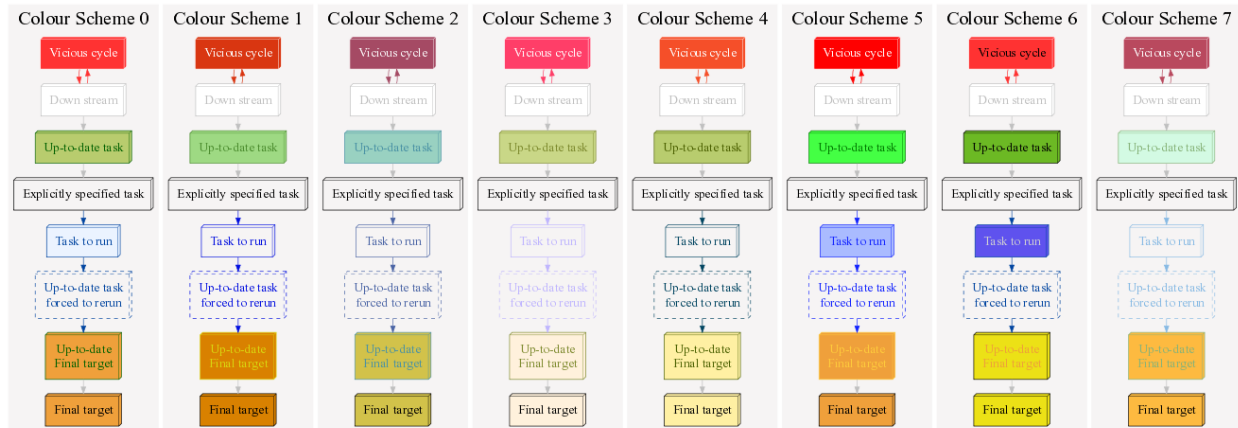 Colour Scheme 0
Vicious cycle
Down stream
Up-to-date task
Explicitly specified task
Task to run
Up-to-date task
forced to rerun
Up-to-date
Final target
Final target
Colour Scheme 1
Vicious cycle
Down stream
Up-to-date task
Explicitly specified task
Task to run
Up-to-date task
forced to rerun
Up-to-date
Final target
Final target
Colour Scheme 2
Vicious cycle
Down stream
Up-to-date task
Explicitly specified task
Task to run
Up-to-date task
forced to rerun
Up-to-date
Final target
Final target
Colour Scheme 3
Vicious cycle
Down stream
Up-to-date task
Explicitly specified task
Task to run
Up-to-date task
forced to rerun
Up-to-date
Final target
Final target
Colour Scheme 4
Vicious cycle
Down stream
Up-to-date task
Explicitly specified task
Task to run
Up-to-date task
forced to rerun
Up-to-date
Final target
Final target
Colour Scheme 5
Vicious cycle
Down stream
Up-to-date task
Explicitly specified task
Task to run
Up-to-date task
forced to rerun
Up-to-date
Final target
Final target
Colour Scheme 6
Vicious cycle
Down stream
Up-to-date task
Explicitly specified task
Task to run
Up-to-date task
forced to rerun
Up-to-date
Final target
Final target
Colour Scheme 7
Vicious cycle
Down stream
Up-to-date task
Explicitly specified task
Task to run
Up-to-date task
forced to rerun
Up-to-date
Final target
Final target